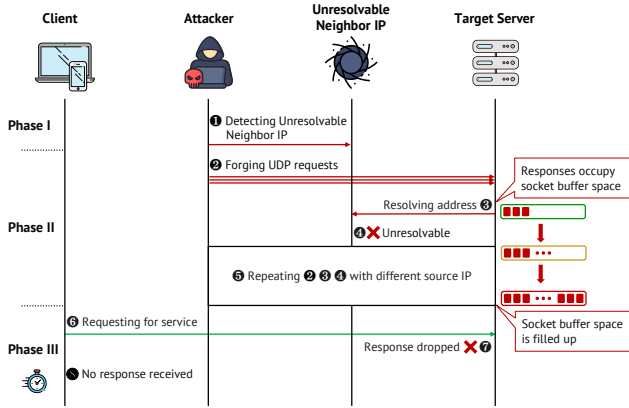 Client
Attacker
Unresolvable
Neighbor IP
Target Server
Phase I
❶ Detecting Unresolvable
Neighbor IP
❷ Forging UDP requests
Responses occupy
socket buffer space
Resolving address ❸
Phase II
❹ Unresolvable
•••
❺ Repeating ❷ ❸ ❹ with different source IP
•••
❻ Requesting for service
Socket buffer space
is filled up
Phase III
Response dropped ❼
No response received